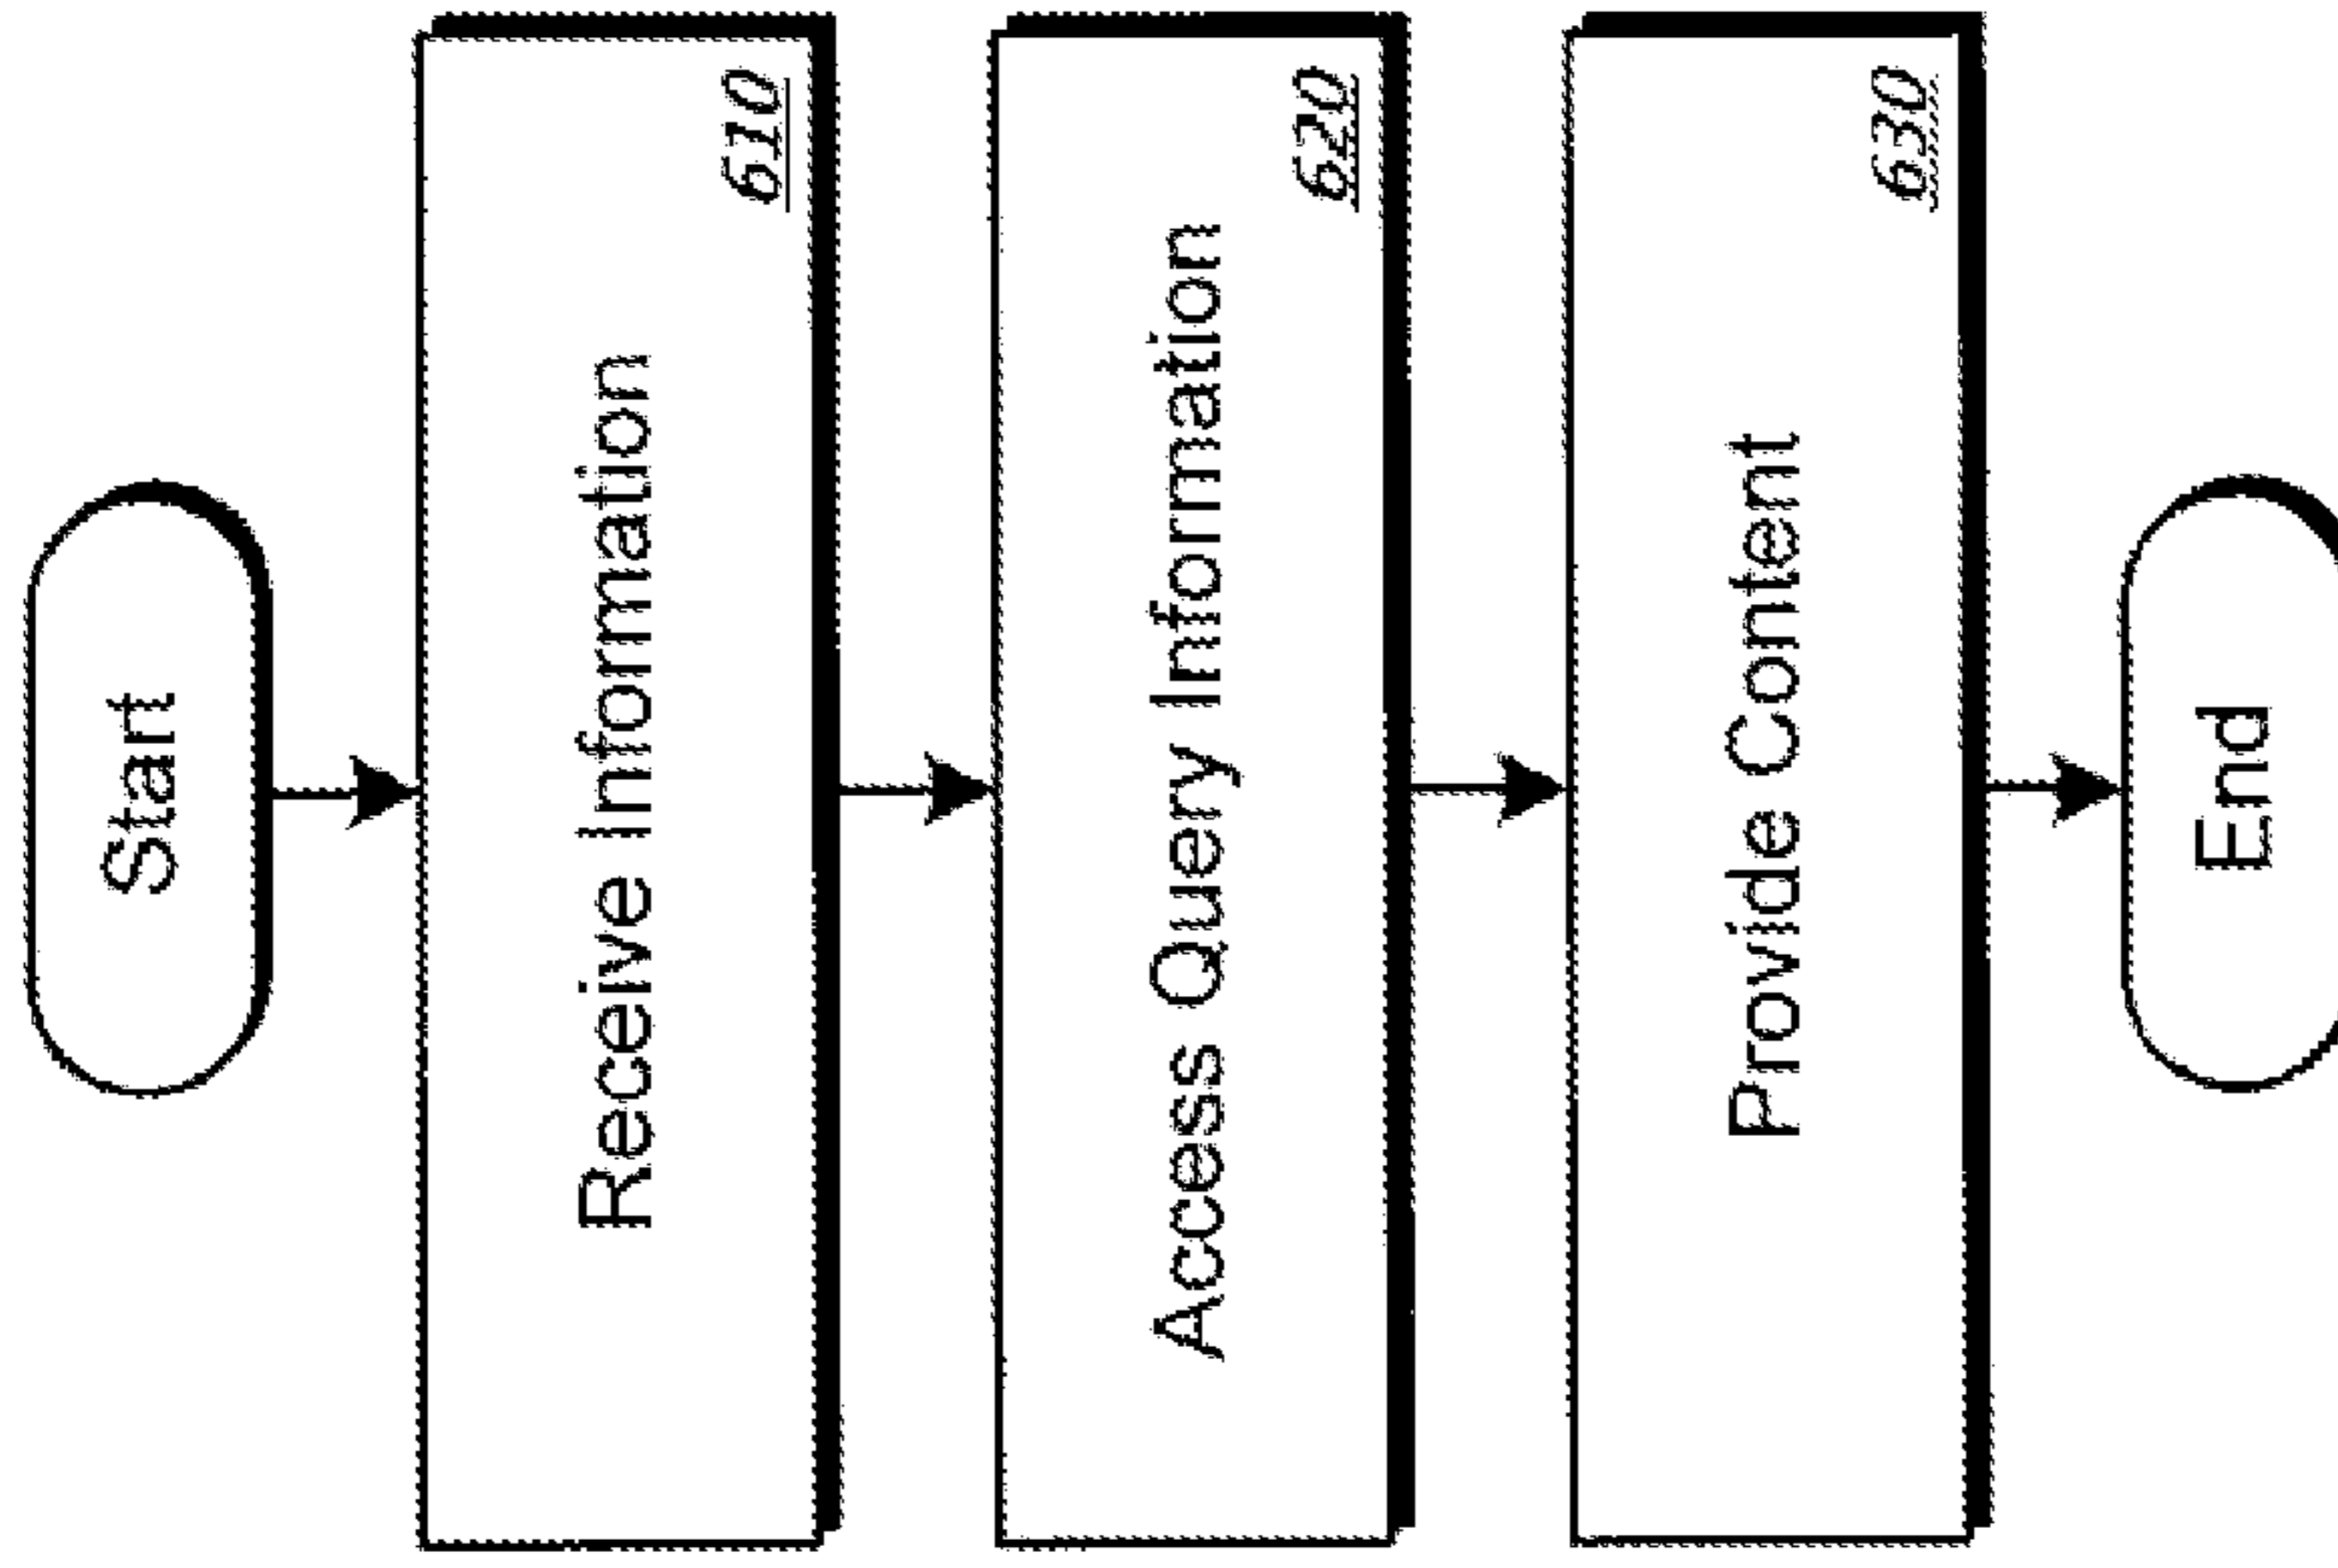 Start
Receive Information
610
Access Query Information
620
Provide Content
630
End